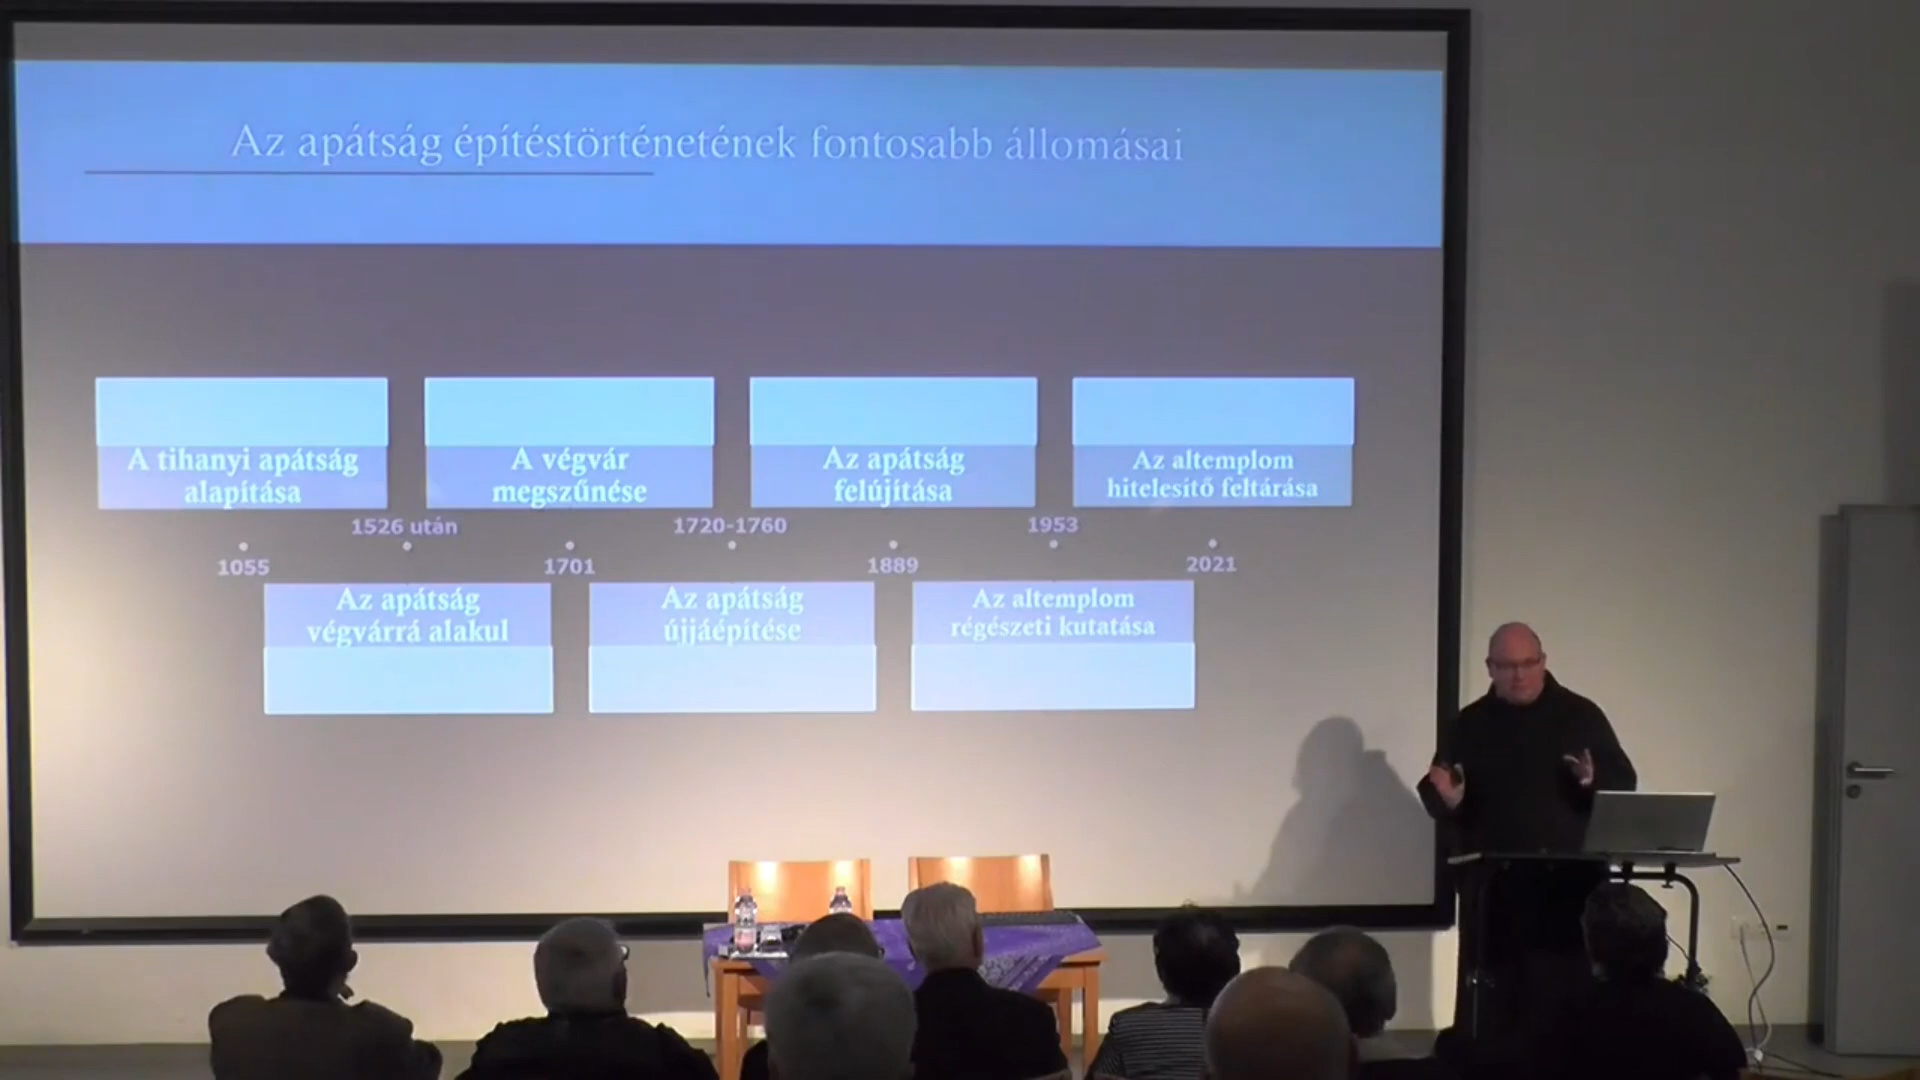 Az apátság építéstörténetének fontosabb állomásai
A tihanyi apátság
alapítása
1055
1526 után
Az apátság
végvárrá alakul
A végvár
megszűnése
1701
1720-1760
Az apátság
újjáépítése
Az apátság
felújítása
1889
1953
Az altemplom
régészeti kutatása
Az altemplom
hitelesítő feltárása
2021